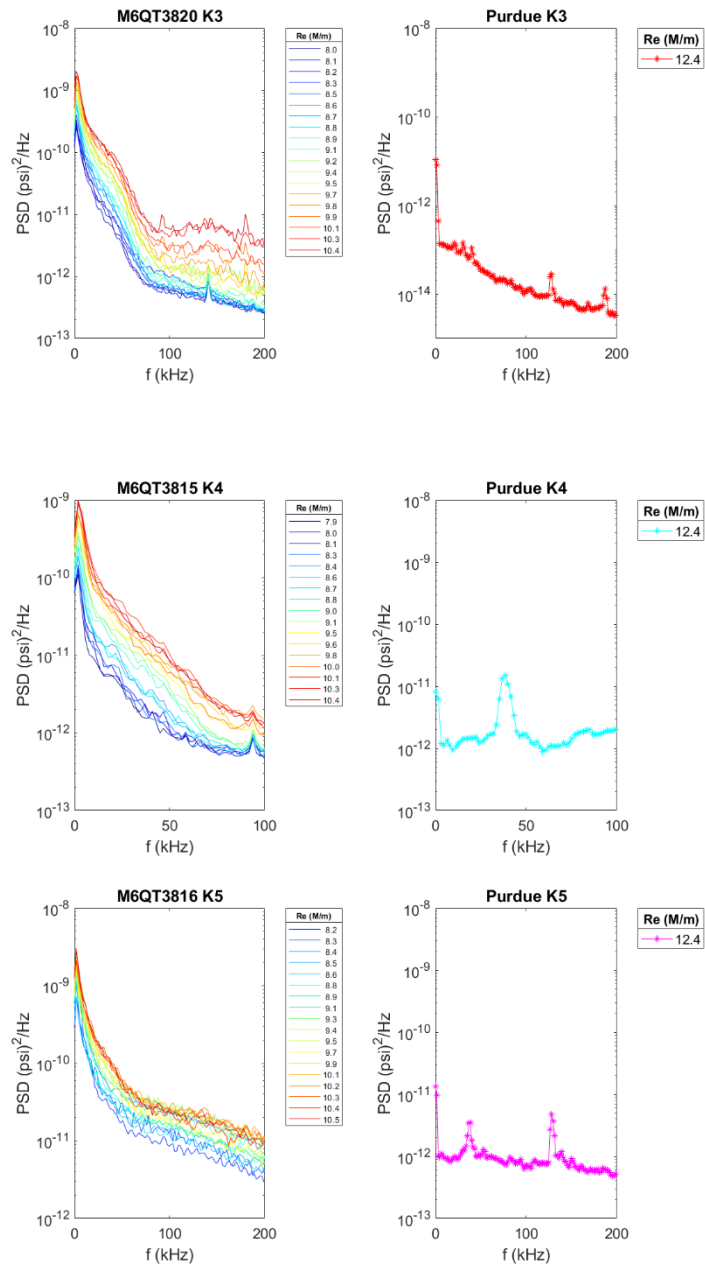 M6QT3820 K3
PSD (psi)²/Hz
10⁻⁸
10⁻⁹
10⁻¹⁰
10⁻¹¹
10⁻¹²
10⁻¹³
0 100 200
f (kHz)
Re (M/m)
8.0
8.1
8.2
8.3
8.5
8.6
8.7
8.8
8.9
9.1
9.2
9.4
9.5
9.7
9.8
9.9
10.1
10.3
10.4
Purdue K3
PSD (psi)²/Hz
10⁻⁸
10⁻¹⁰
10⁻¹²
10⁻¹⁴
0 100 200
f (kHz)
Re (M/m)
12.4
M6QT3815 K4
PSD (psi)²/Hz
10⁻⁹
10⁻¹⁰
10⁻¹¹
10⁻¹²
10⁻¹³
0 50 100
f (kHz)
Re (M/m)
7.9
8.0
8.1
8.3
8.4
8.6
8.7
8.8
9.0
9.1
9.5
9.6
9.8
10.0
10.1
10.3
10.4
Purdue K4
PSD (psi)²/Hz
10⁻⁸
10⁻⁹
10⁻¹⁰
10⁻¹¹
10⁻¹²
10⁻¹³
0 50 100
f (kHz)
Re (M/m)
12.4
M6QT3816 K5
PSD (psi)²/Hz
10⁻⁸
10⁻⁹
10⁻¹⁰
10⁻¹¹
10⁻¹²
0 100 200
f (kHz)
Re (M/m)
8.2
8.3
8.4
8.5
8.6
8.8
8.9
9.1
9.3
9.4
9.5
9.7
9.9
10.1
10.2
10.3
10.4
10.5
Purdue K5
PSD (psi)²/Hz
10⁻⁸
10⁻⁹
10⁻¹⁰
10⁻¹¹
10⁻¹²
10⁻¹³
0 100 200
f (kHz)
Re (M/m)
12.4